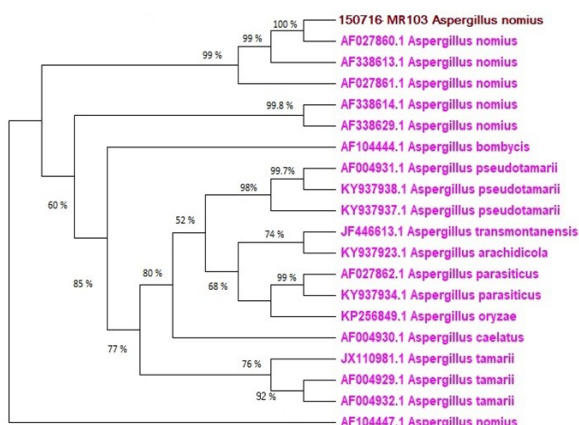 150716 MR103 Aspergillus nomius
100 %
AF027860.1 Aspergillus nomius
99 %
AF338613.1 Aspergillus nomius
99 %
AF027861.1 Aspergillus nomius
99.8 %
AF338614.1 Aspergillus nomius
AF338629.1 Aspergillus nomius
AF104444.1 Aspergillus bombycis
99.7%
AF004931.1 Aspergillus pseudotamarii
98%
KY937938.1 Aspergillus pseudotamarii
60 %
KY937937.1 Aspergillus pseudotamarii
52 %
JF446613.1 Aspergillus transmontanensis
74 %
KY937923.1 Aspergillus arachidicola
80 %
AF027862.1 Aspergillus parasiticus
99 %
85 %
68 %
KY937934.1 Aspergillus parasiticus
KP256849.1 Aspergillus oryzae
AF004930.1 Aspergillus caelatus
77 %
JX110981.1 Aspergillus tamarii
76 %
AF004929.1 Aspergillus tamarii
92 %
AF004932.1 Aspergillus tamarii
AF104447.1 Aspergillus nomius